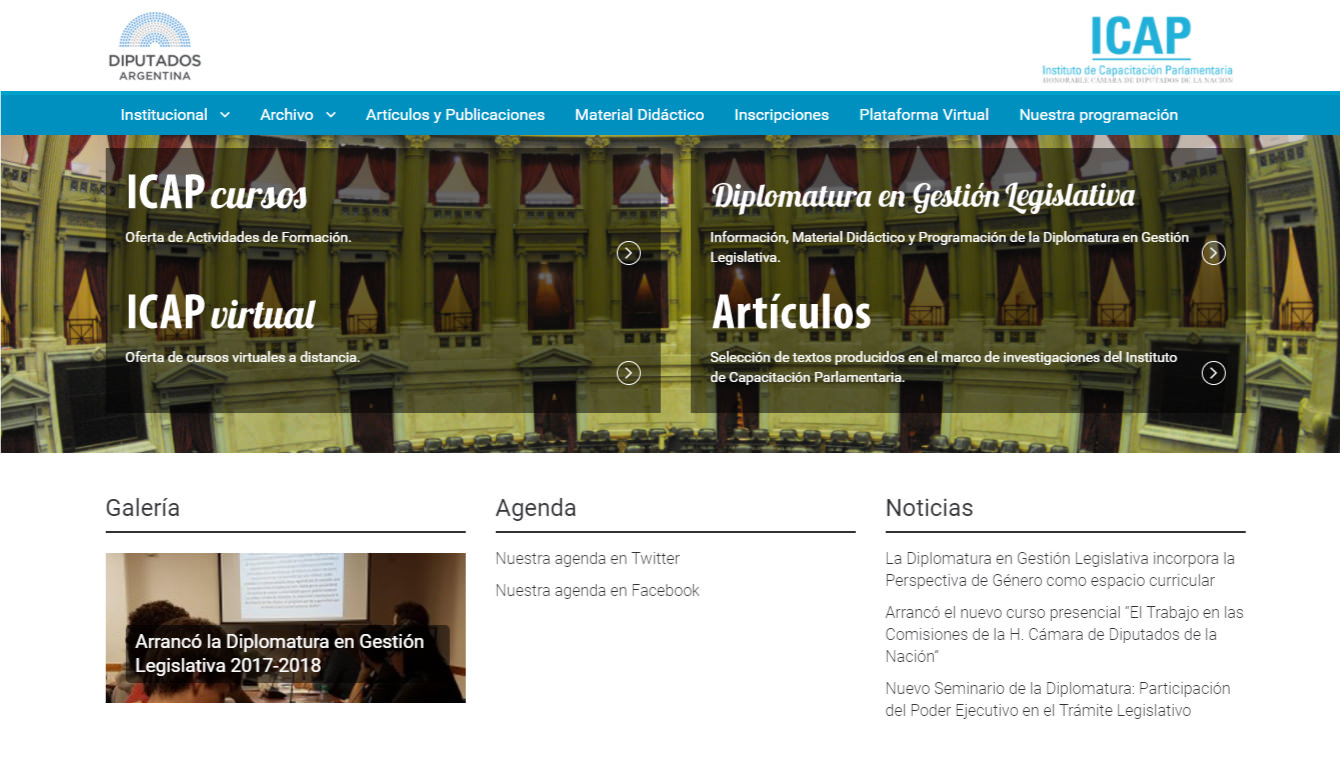 DIPUTADOS
ARGENTINA
ICAP
Instituto de Capacitación Parlamentaria
HONORABLE CÁMARA DE DIPUTADOS DE LA NACIÓN
Institucional
Archivo
Artículos y Publicaciones
Material Didáctico
Inscripciones
Plataforma Virtual
Nuestra programación
ICAP cursos
Oferta de Actividades de Formación.
ICAP virtual
Oferta de cursos virtuales a distancia.
Diplomatura en Gestión Legislativa
Información, Material Didáctico y Programación de la Diplomatura en Gestión
Legislativa.
Artículos
Selección de textos producidos en el marco de investigaciones del Instituto
de Capacitación Parlamentaria.
Galería
Arrancó la Diplomatura en Gestión
Legislativa 2017-2018
Agenda
Nuestra agenda en Twitter
Nuestra agenda en Facebook
Noticias
La Diplomatura en Gestión Legislativa incorpora la
Perspectiva de Género como espacio curricular
Arrancó el nuevo curso presencial “El Trabajo en las
Comisiones de la H. Cámara de Diputados de la
Nación”
Nuevo Seminario de la Diplomatura: Participación
del Poder Ejecutivo en el Trámite Legislativo